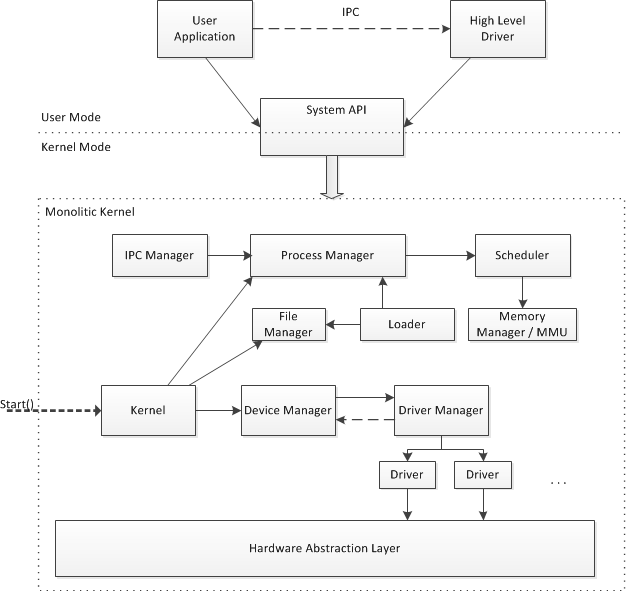 IPC
User
Application
High Level
Driver
System API
User Mode
Kernel Mode
Monolitic Kernel
IPC Manager
Process Manager
Scheduler
File
Manager
Loader
Memory
Manager / MMU
Start()
Kernel
Device Manager
Driver Manager
Driver
Driver
...
Hardware Abstraction Layer